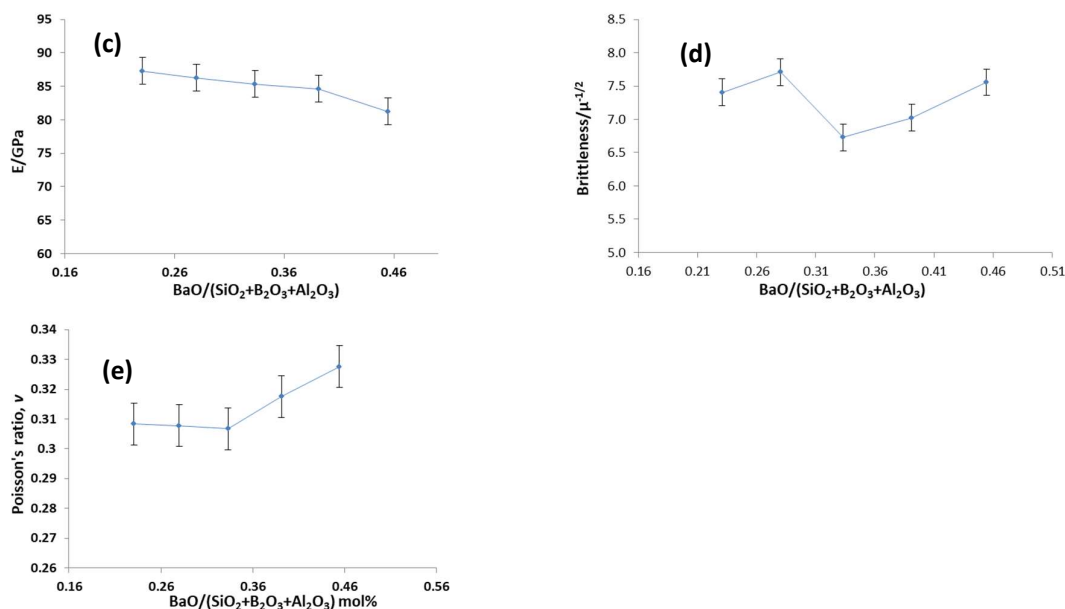 (c)
E/GPa
95
90
85
80
75
70
65
60
0.16 0.26 0.36 0.46
BaO/(SiO₂+B₂O₃+Al₂O₃)
(d)
Brittleness/μ⁻¹/²
8.0
7.5
7.0
6.5
6.0
5.5
5.0
0.16 0.21 0.26 0.31 0.36 0.41 0.46 0.51
BaO/(SiO₂+B₂O₃+Al₂O₃)
(e)
Poisson's ratio, v
0.34
0.33
0.32
0.31
0.3
0.29
0.28
0.27
0.26
0.16 0.26 0.36 0.46 0.56
BaO/(SiO₂+B₂O₃+Al₂O₃) mol%